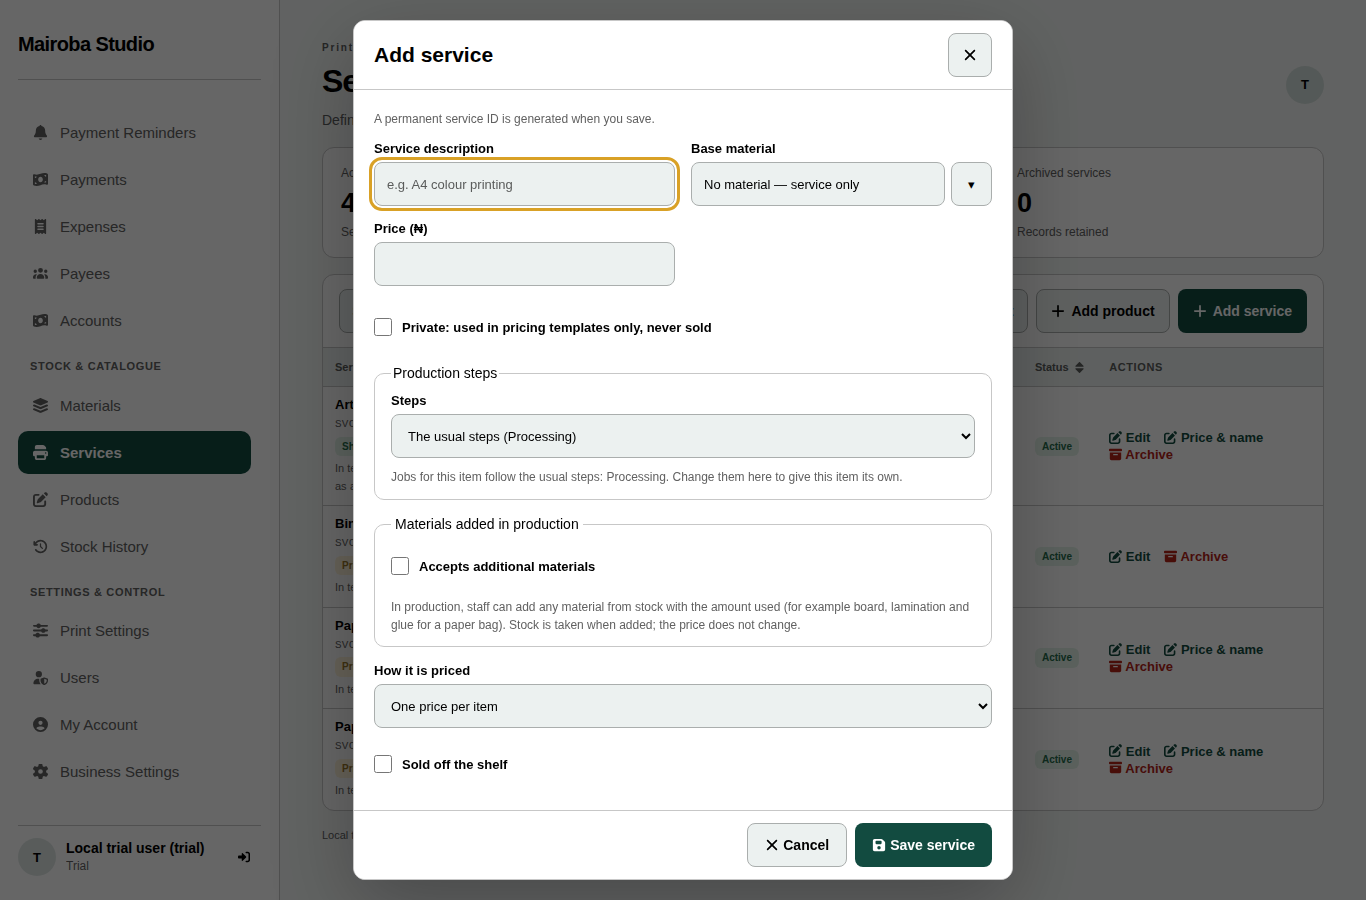 Mairoba Studio
Payment Reminders
Payments
Expenses
Payees
Accounts
STOCK & CATALOGUE
Materials
Services
Products
Stock History
SETTINGS & CONTROL
Print Settings
Users
My Account
Business Settings
T
Local trial user (trial)
Trial
Print
T
Archived services
0
Records retained
Add product
Add service
Status
ACTIONS
Active
Edit
Price & name
Archive
Active
Edit
Archive
Active
Edit
Price & name
Archive
Active
Edit
Price & name
Archive
Add service
A permanent service ID is generated when you save.
Service description
Base material
e.g. A4 colour printing
No material — service only
Price (₦)
Private: used in pricing templates only, never sold
Production steps
Steps
The usual steps (Processing)
Jobs for this item follow the usual steps: Processing. Change them here to give this item its own.
Materials added in production
Accepts additional materials
In production, staff can add any material from stock with the amount used (for example board, lamination and
glue for a paper bag). Stock is taken when added; the price does not change.
How it is priced
One price per item
Sold off the shelf
Cancel
Save service